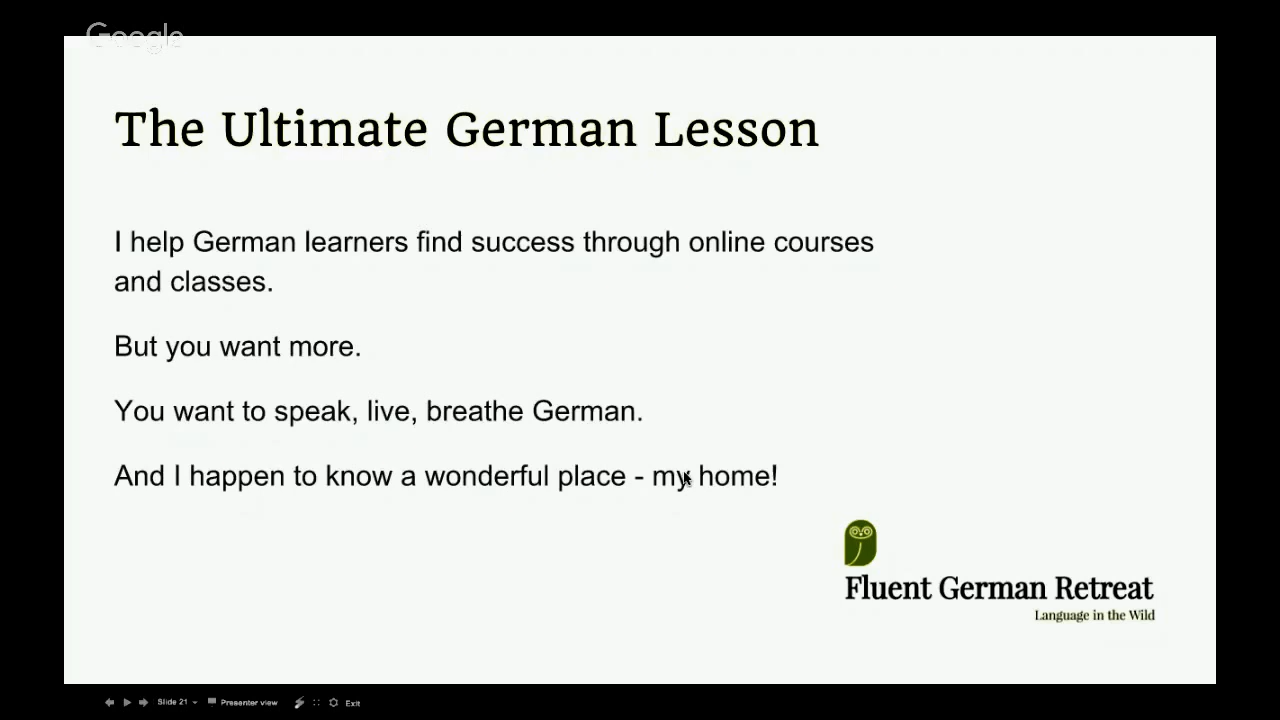 Google
The Ultimate German Lesson
I help German learners find success through online courses
and classes.
But you want more.
You want to speak, live, breathe German.
And I happen to know a wonderful place - my home!
Fluent German Retreat
Language in the Wild
Slide 21
Presenter view
Exit